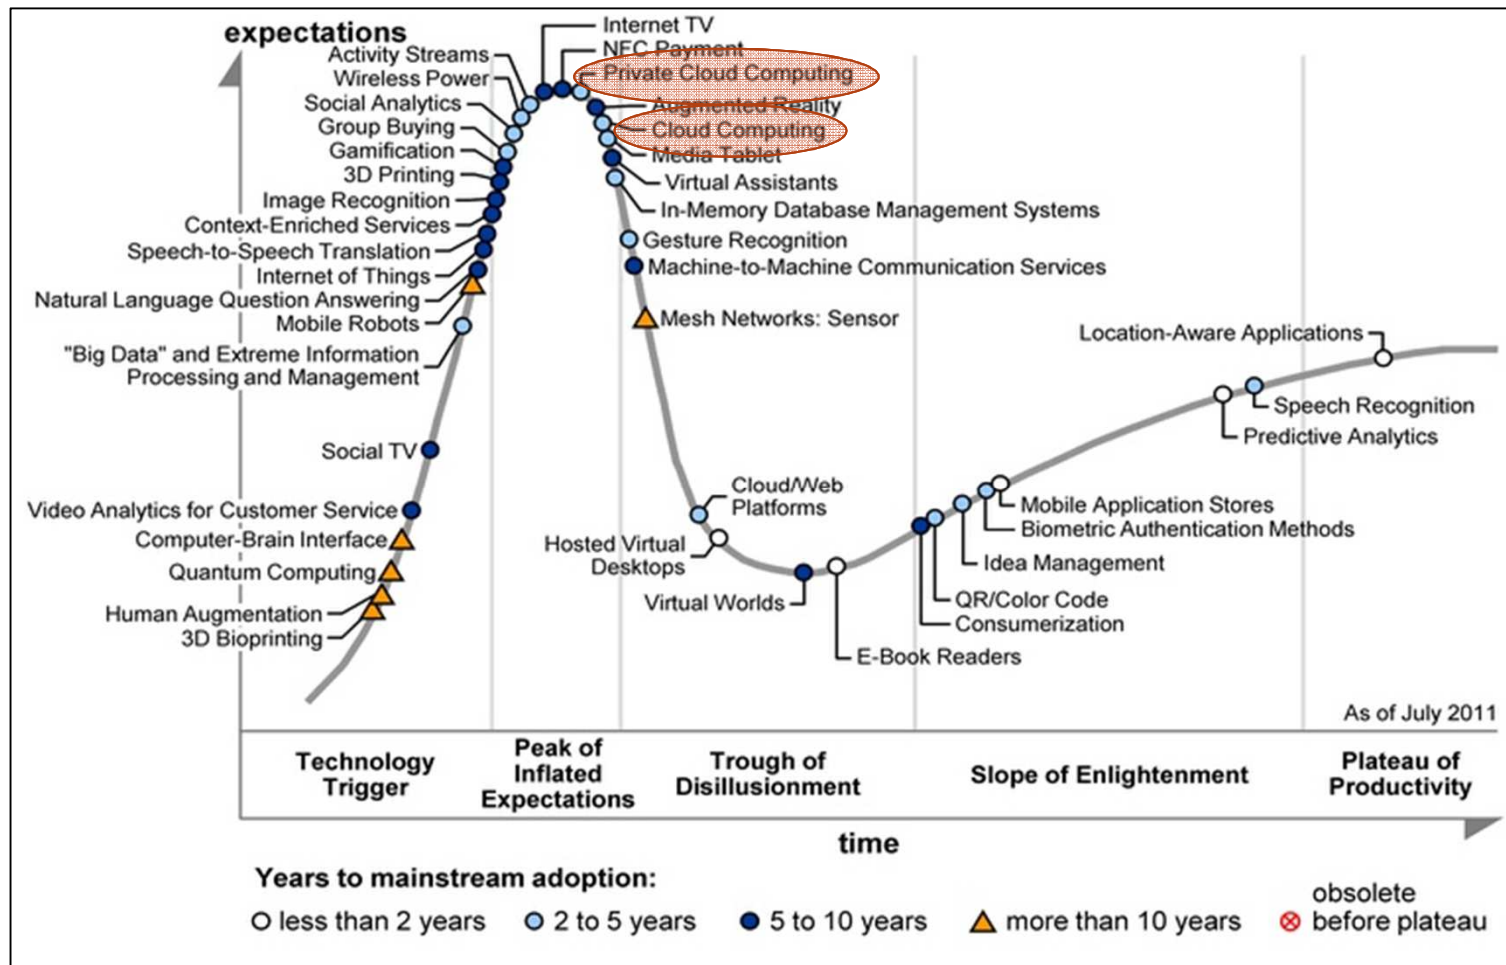 expectations
Internet TV
NFC Payment
Private Cloud Computing
Augmented Reality
Cloud Computing
Media Tablet
Virtual Assistants
In-Memory Database Management Systems
Gesture Recognition
Machine-to-Machine Communication Services
Mesh Networks: Sensor
Activity Streams
Wireless Power
Social Analytics
Group Buying
Gamification
3D Printing
Image Recognition
Context-Enriched Services
Speech-to-Speech Translation
Internet of Things
Natural Language Question Answering
Mobile Robots
"Big Data" and Extreme Information
Processing and Management
Social TV
Video Analytics for Customer Service
Computer-Brain Interface
Quantum Computing
Human Augmentation
3D Bioprinting
Cloud/Web
Platforms
Hosted Virtual
Desktops
Virtual Worlds
E-Book Readers
Location-Aware Applications
Speech Recognition
Predictive Analytics
Mobile Application Stores
Biometric Authentication Methods
Idea Management
QR/Color Code
Consumerization
As of July 2011
Technology
Trigger
Peak of
Inflated
Expectations
Trough of
Disillusionment
Slope of Enlightenment
Plateau of
Productivity
time
Years to mainstream adoption:
less than 2 years
2 to 5 years
5 to 10 years
more than 10 years
obsolete
before plateau